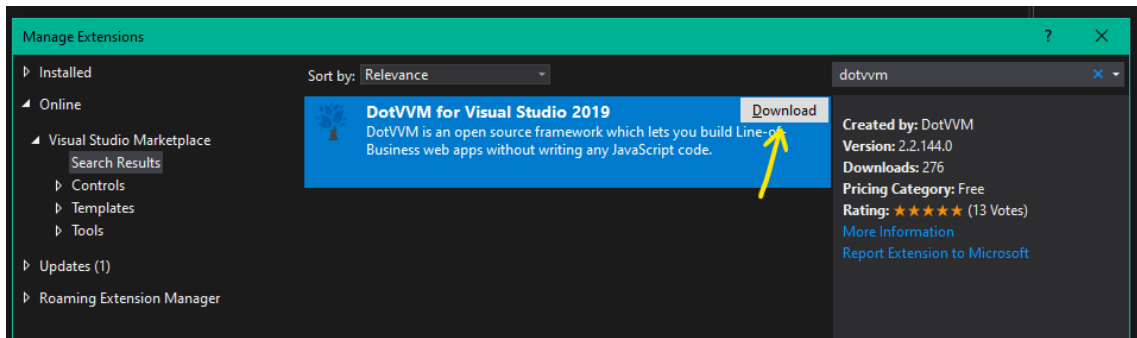 Manage Extensions
?
Installed
Sort by: Relevance
dotvvm
Online
DotVVM for Visual Studio 2019
Download
DotVVM is an open source framework which lets you build Line-of-
Business web apps without writing any JavaScript code.
Visual Studio Marketplace
Search Results
Controls
Templates
Tools
Updates (1)
Roaming Extension Manager
Created by: DotVVM
Version: 2.2.144.0
Downloads: 276
Pricing Category: Free
Rating: ★★★★★ (13 Votes)
More Information
Report Extension to Microsoft